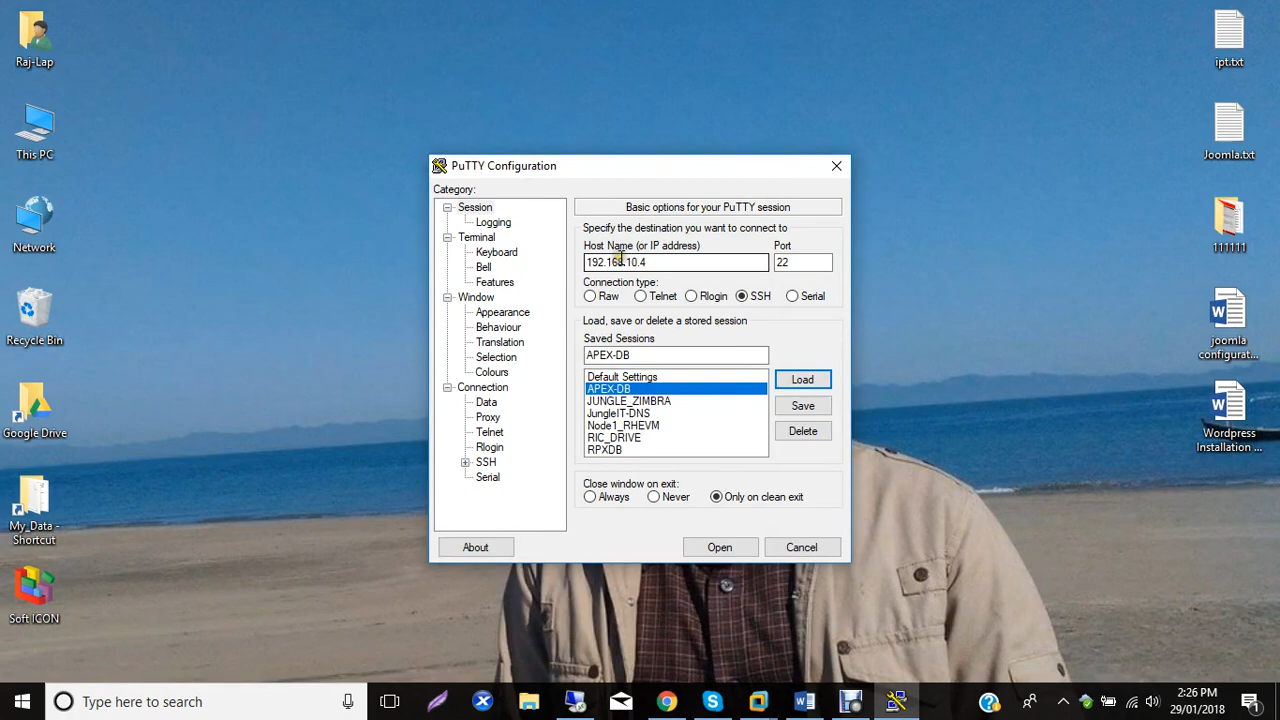 Raj-Lap
This PC
Network
Recycle Bin
Google Drive
My_Data -
Shortcut
Soft ICON
ipt.txt
Joomla.txt
111111
joomla
configurat...
Wordpress
Installation ...
PuTTY Configuration
Category:
Session
Logging
Terminal
Keyboard
Bell
Features
Window
Appearance
Behaviour
Translation
Selection
Colours
Connection
Data
Proxy
Telnet
Rlogin
SSH
Serial
Basic options for your PuTTY session
Specify the destination you want to connect to
Host Name (or IP address) Port
192.168.10.4 22
Connection type:
Raw Telnet Rlogin SSH Serial
Load, save or delete a stored session
Saved Sessions
APEX-DB
Default Settings
APEX-DB
JUNGLE_ZIMBRA
JungleIT-DNS
Node1_RHEVM
RIC_DRIVE
RPXDB
Load
Save
Delete
Close window on exit:
Always Never Only on clean exit
About Open Cancel
Type here to search
2:26 PM
29/01/2018
1